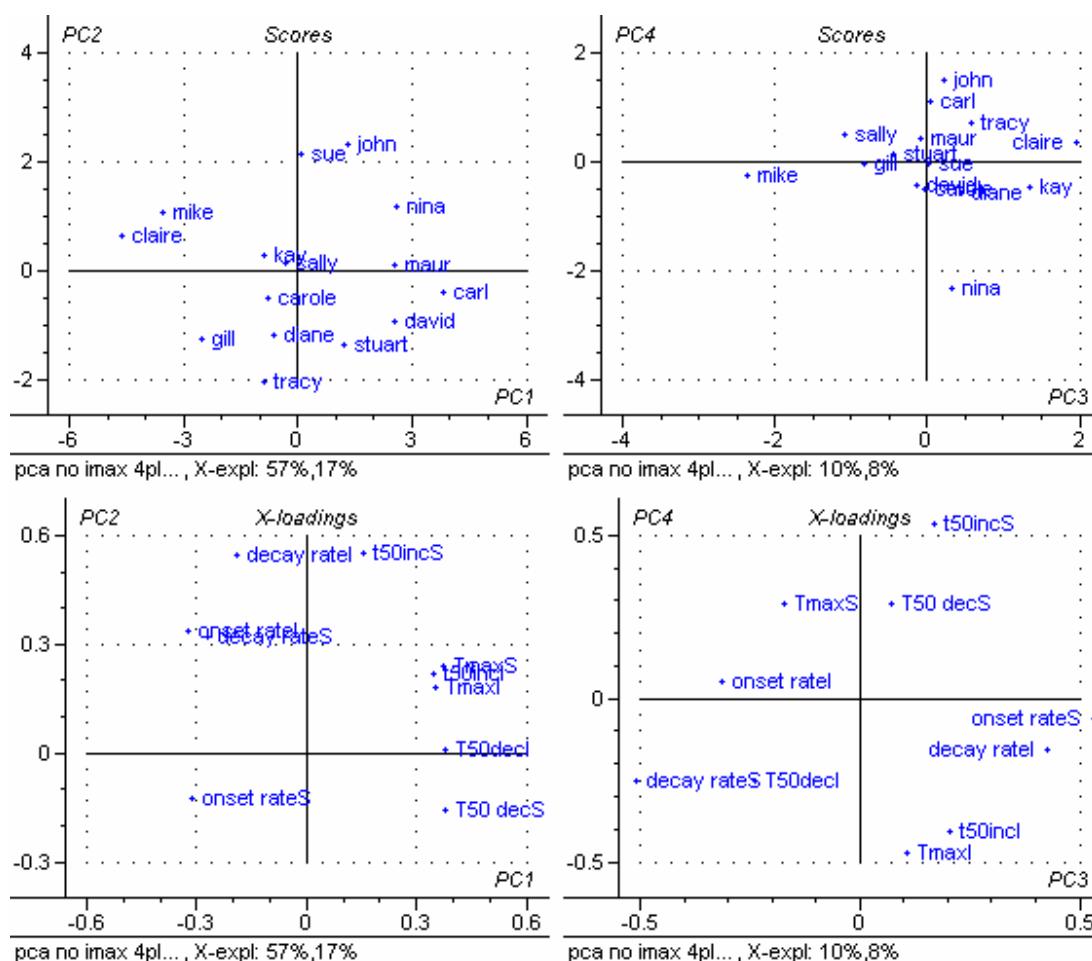 PC2 Scores
4
john
sue
2
nina
mike
claire
kay
sally
maur
0
carl
carole
david
diane
gill
stuart
tracy
-2
PC1
-6 -3 0 3 6
pca no imax 4pl... , X-expl: 57%,17%
PC4 Scores
2
john
carl
tracy
sally
maur
claire
stuart
0
gill
sue
mike
david
carole
diane
kay
-2
nina
-4
PC3
-4 -2 0 2
pca no imax 4pl... , X-expl: 10%,8%
PC2 X-loadings
0.6
decay rateI t50incS
onset rateI
decay rateS
0.3
TmaxS
t50incI
TmaxI
0
T50decI
onset rateS
T50 decS
-0.3
PC1
-0.6 -0.3 0 0.3 0.6
pca no imax 4pl... , X-expl: 57%,17%
PC4 X-loadings
t50incS
0.5
TmaxS T50 decS
onset rateI
0
onset rateS
decay rateI
decay rateS T50decI
t50incI
TmaxI
-0.5
PC3
-0.5 0 0.5
pca no imax 4pl... , X-expl: 10%,8%